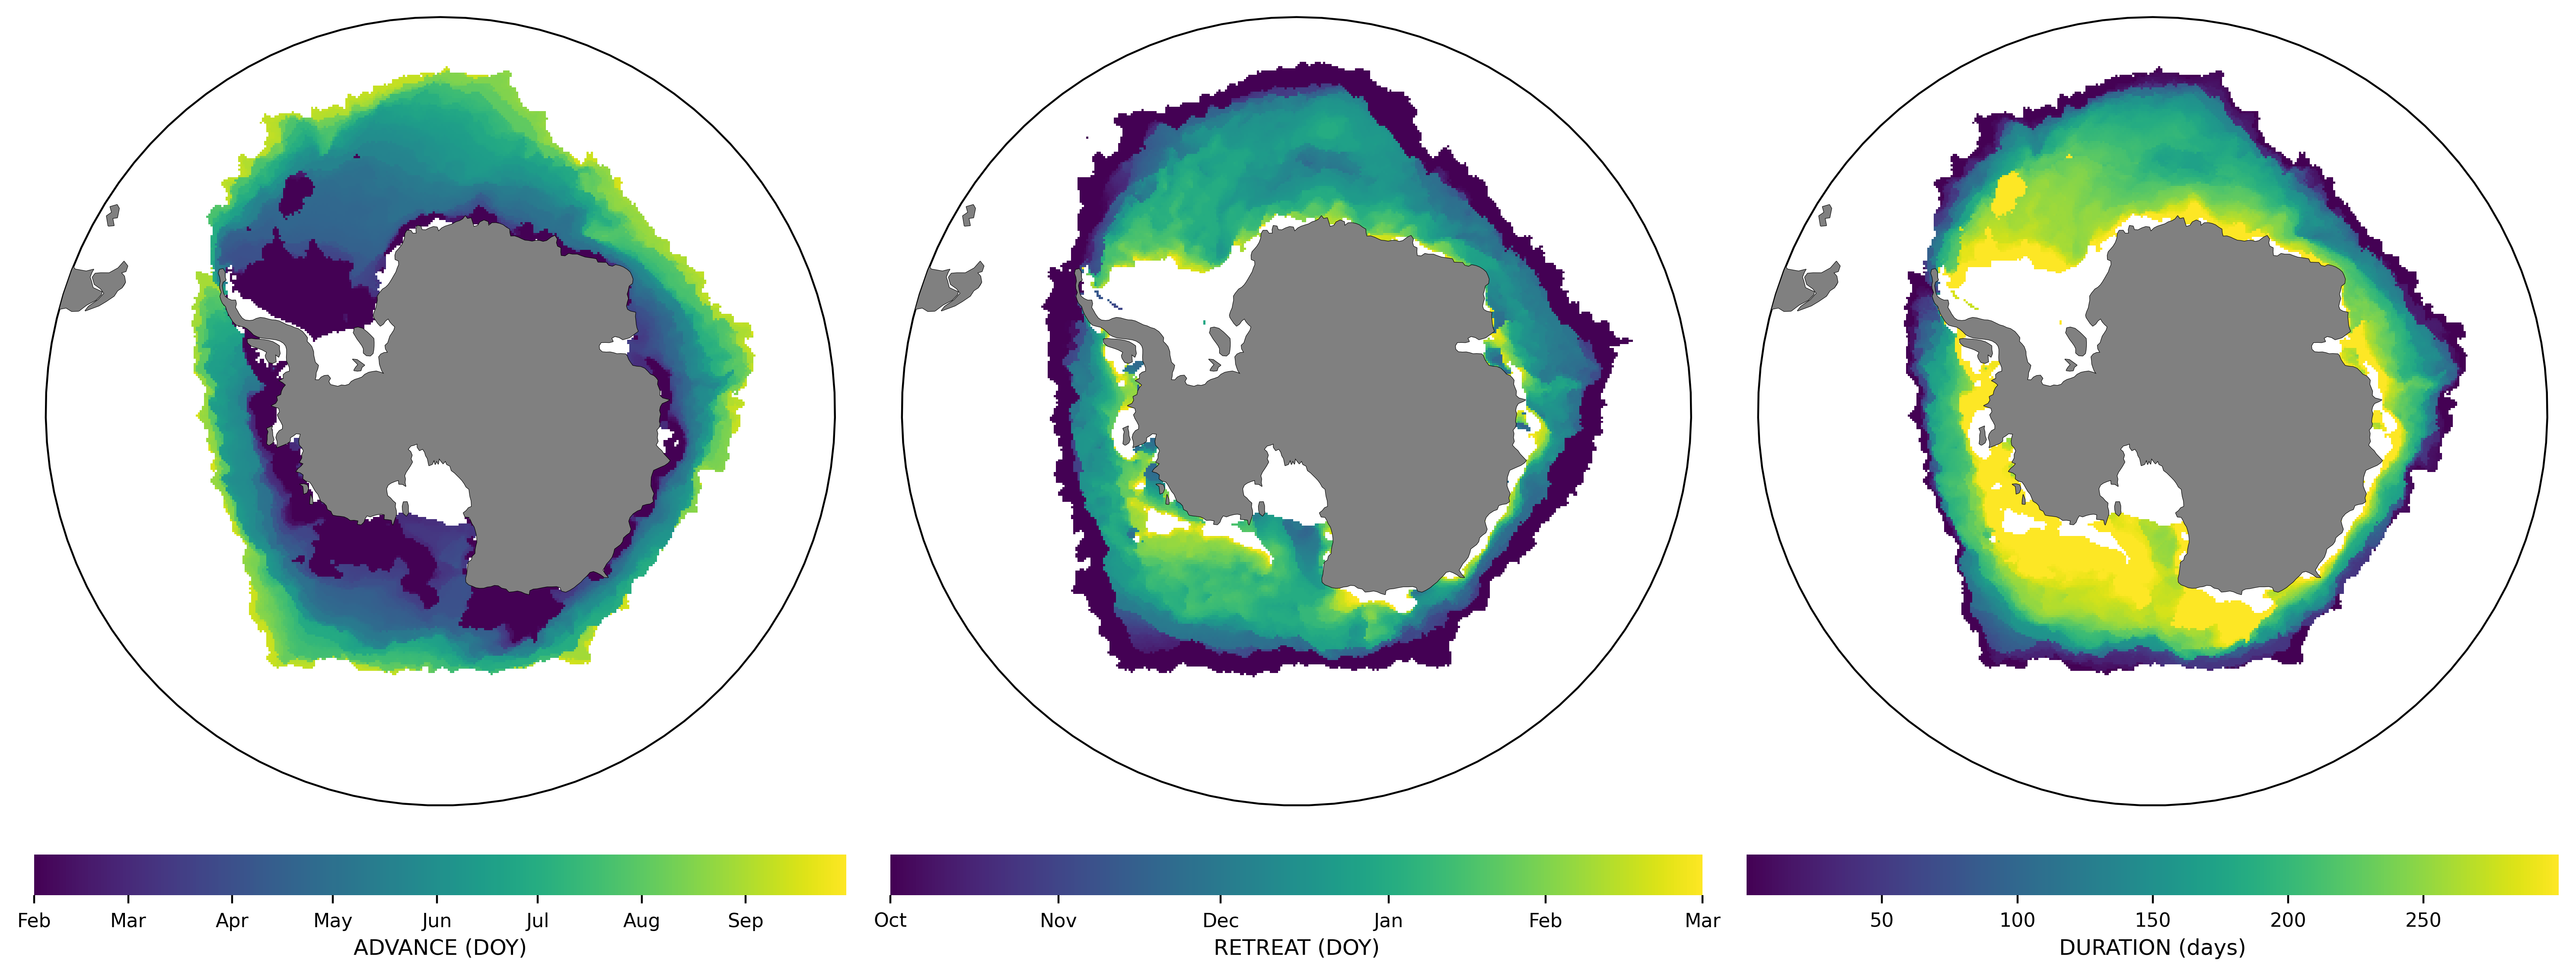 Feb Mar Apr May Jun Jul Aug Sep
ADVANCE (DOY)
Oct Nov Dec Jan Feb Mar
RETREAT (DOY)
50 100 150 200 250
DURATION (days)